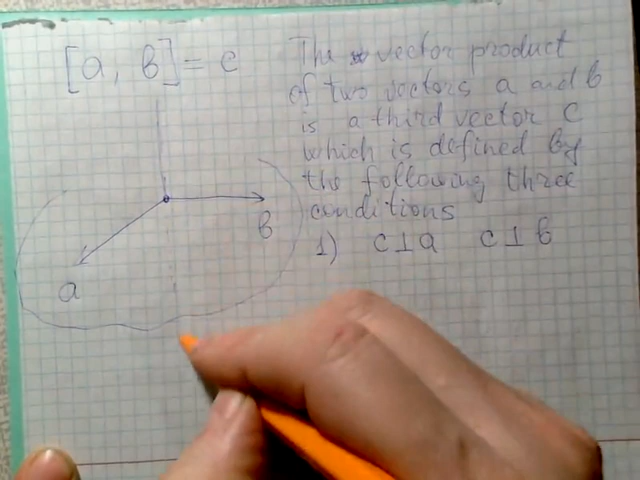 [a, b] = c
The vector product
of two vectors a and b
is a third vector c
which is defined by
the following three
conditions
1) c⊥a c⊥b
b
a